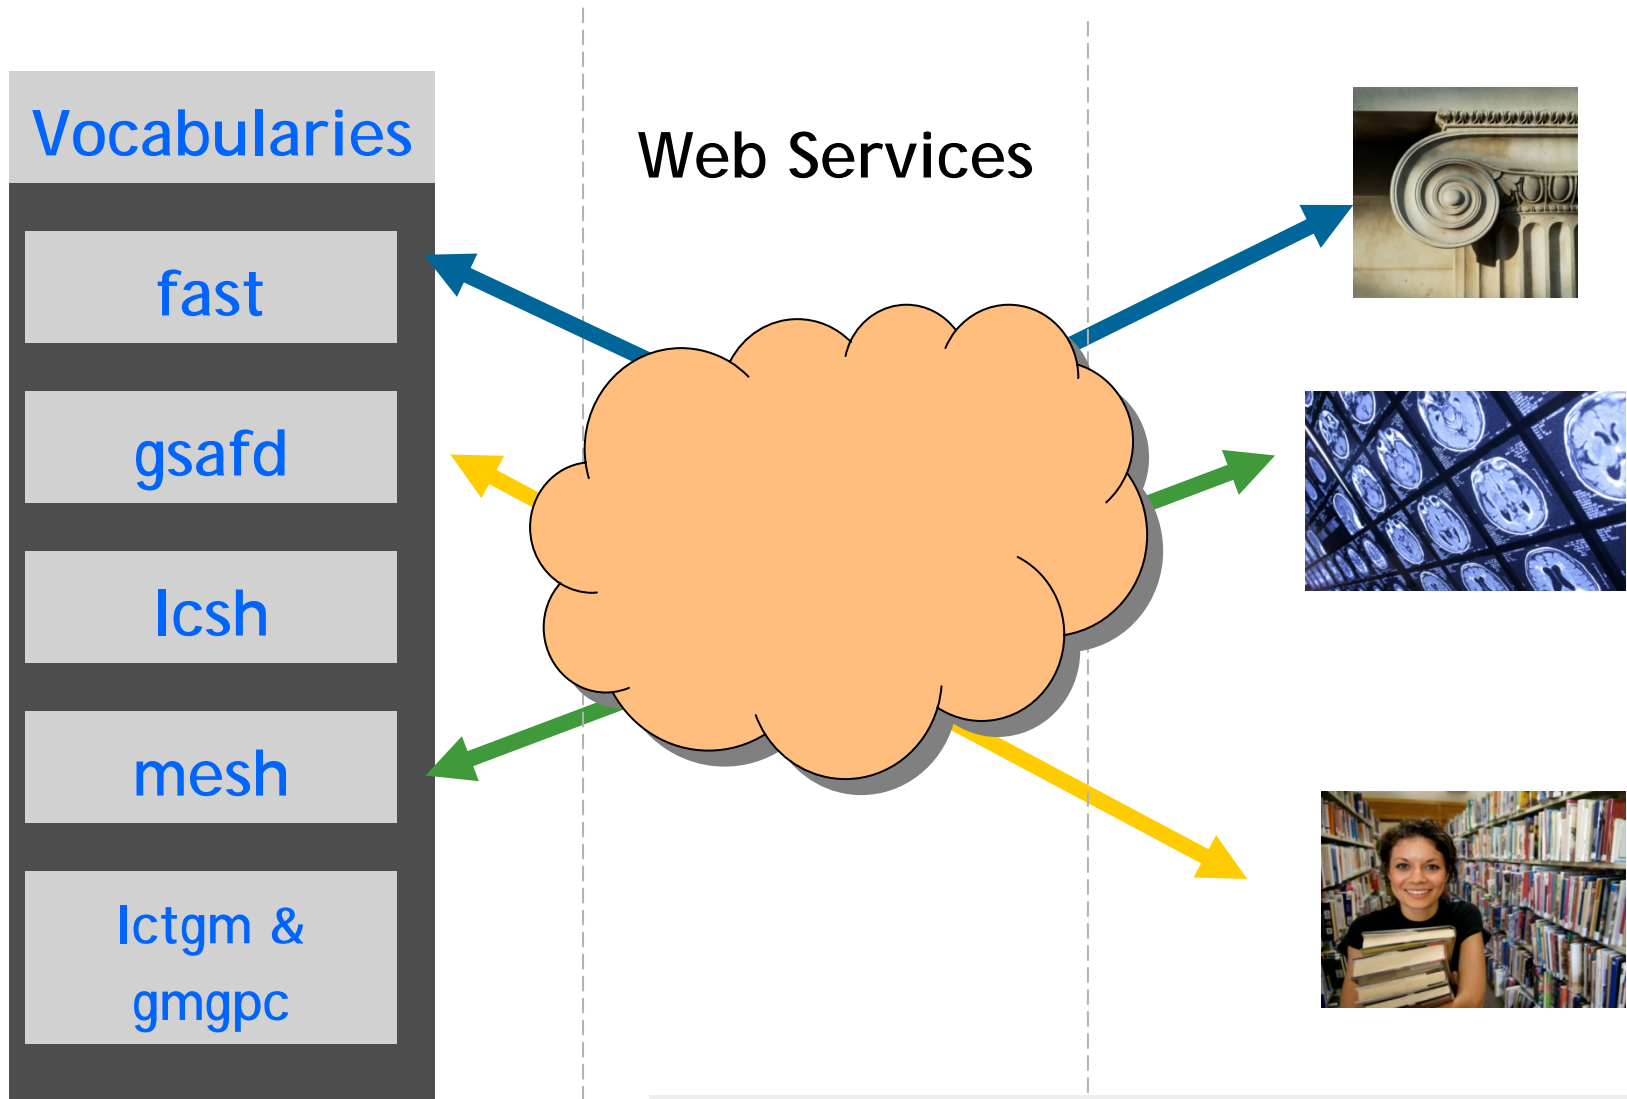 Vocabularies
Web Services
fast
gsafd
lcsh
mesh
lctgm &
gmgpc